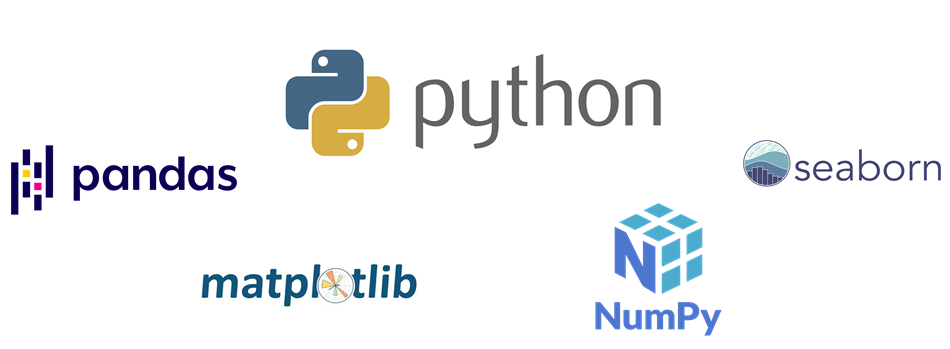 python
pandas
seaborn
matplotlib
NumPy